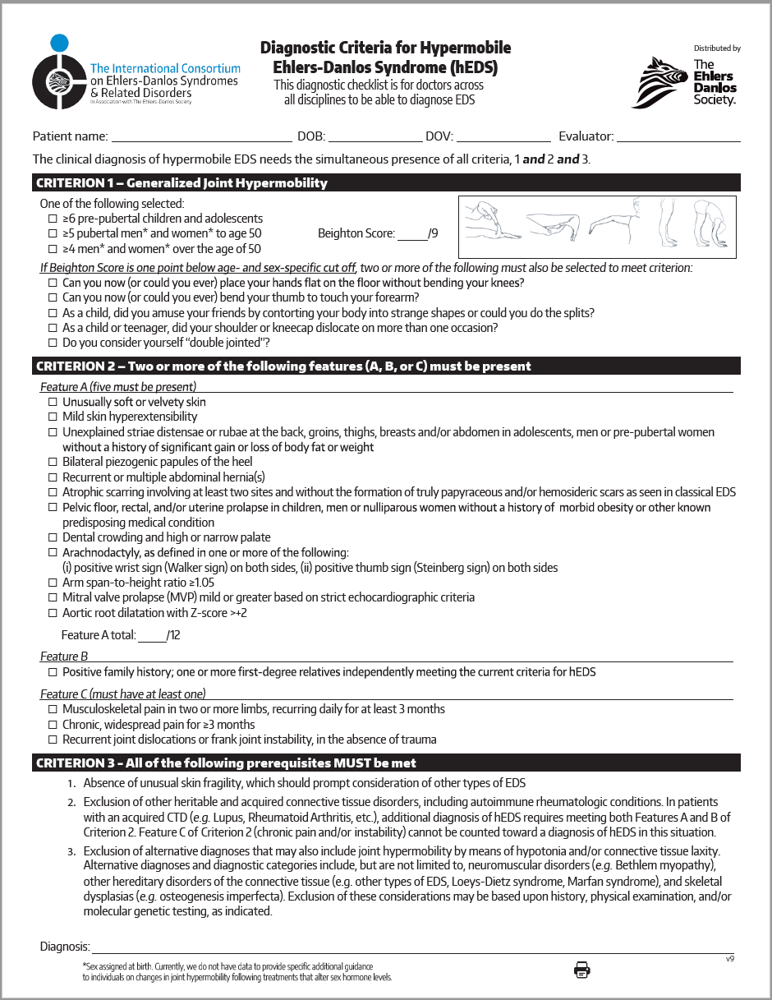 The International Consortium
on Ehlers-Danlos Syndromes
& Related Disorders
in Association with The Ehlers-Danlos Society
Diagnostic Criteria for Hypermobile
Ehlers-Danlos Syndrome (hEDS)
This diagnostic checklist is for doctors across
all disciplines to be able to diagnose EDS
Distributed by
The
Ehlers
Danlos
Society.
Patient name: DOB: DOV: Evaluator:
The clinical diagnosis of hypermobile EDS needs the simultaneous presence of all criteria, 1 and 2 and 3.
CRITERION 1 – Generalized Joint Hypermobility
One of the following selected:
☐ ≥6 pre-pubertal children and adolescents
☐ ≥5 pubertal men* and women* to age 50 Beighton Score: _____/9
☐ ≥4 men* and women* over the age of 50
If Beighton Score is one point below age- and sex-specific cut off, two or more of the following must also be selected to meet criterion:
☐ Can you now (or could you ever) place your hands flat on the floor without bending your knees?
☐ Can you now (or could you ever) bend your thumb to touch your forearm?
☐ As a child, did you amuse your friends by contorting your body into strange shapes or could you do the splits?
☐ As a child or teenager, did your shoulder or kneecap dislocate on more than one occasion?
☐ Do you consider yourself “double jointed”?
CRITERION 2 – Two or more of the following features (A, B, or C) must be present
Feature A (five must be present)
☐ Unusually soft or velvety skin
☐ Mild skin hyperextensibility
☐ Unexplained striae distensae or rubae at the back, groins, thighs, breasts and/or abdomen in adolescents, men or pre-pubertal women
without a history of significant gain or loss of body fat or weight
☐ Bilateral piezogenic papules of the heel
☐ Recurrent or multiple abdominal hernia(s)
☐ Atrophic scarring involving at least two sites and without the formation of truly papyraceous and/or hemosideric scars as seen in classical EDS
☐ Pelvic floor, rectal, and/or uterine prolapse in children, men or nulliparous women without a history of morbid obesity or other known
predisposing medical condition
☐ Dental crowding and high or narrow palate
☐ Arachnodactyly, as defined in one or more of the following:
(i) positive wrist sign (Walker sign) on both sides, (ii) positive thumb sign (Steinberg sign) on both sides
☐ Arm span-to-height ratio ≥1.05
☐ Mitral valve prolapse (MVP) mild or greater based on strict echocardiographic criteria
☐ Aortic root dilatation with Z-score >+2
Feature A total: _____/12
Feature B
☐ Positive family history; one or more first-degree relatives independently meeting the current criteria for hEDS
Feature C (must have at least one)
☐ Musculoskeletal pain in two or more limbs, recurring daily for at least 3 months
☐ Chronic, widespread pain for ≥3 months
☐ Recurrent joint dislocations or frank joint instability, in the absence of trauma
CRITERION 3 - All of the following prerequisites MUST be met
1. Absence of unusual skin fragility, which should prompt consideration of other types of EDS
2. Exclusion of other heritable and acquired connective tissue disorders, including autoimmune rheumatologic conditions. In patients
with an acquired CTD (e.g. Lupus, Rheumatoid Arthritis, etc.), additional diagnosis of hEDS requires meeting both Features A and B of
Criterion 2. Feature C of Criterion 2 (chronic pain and/or instability) cannot be counted toward a diagnosis of hEDS in this situation.
3. Exclusion of alternative diagnoses that may also include joint hypermobility by means of hypotonia and/or connective tissue laxity.
Alternative diagnoses and diagnostic categories include, but are not limited to, neuromuscular disorders (e.g. Bethlem myopathy),
other hereditary disorders of the connective tissue (e.g. other types of EDS, Loeys-Dietz syndrome, Marfan syndrome), and skeletal
dysplasias (e.g. osteogenesis imperfecta). Exclusion of these considerations may be based upon history, physical examination, and/or
molecular genetic testing, as indicated.
Diagnosis:
v9
*Sex assigned at birth. Currently, we do not have data to provide specific additional guidance
to individuals on changes in joint hypermobility following treatments that alter sex hormone levels.